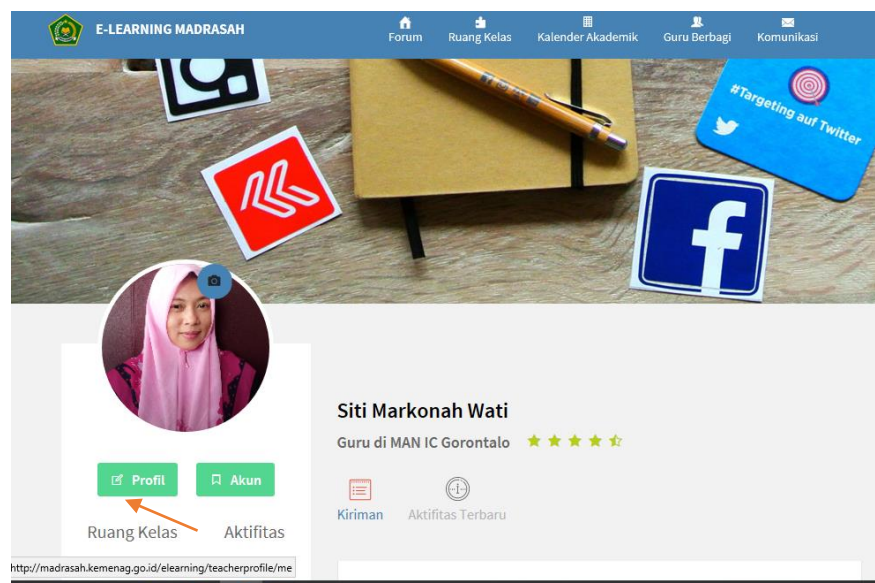 E-LEARNING MADRASAH
Forum
Ruang Kelas
Kalender Akademik
Guru Berbagi
Komunikasi
#Targeting auf Twitter
Siti Markonah Wati
Guru di MAN IC Gorontalo
Profil
Akun
Kiriman
Aktifitas Terbaru
Ruang Kelas
Aktifitas
http://madrasah.kemenag.go.id/elearning/teacherprofile/me